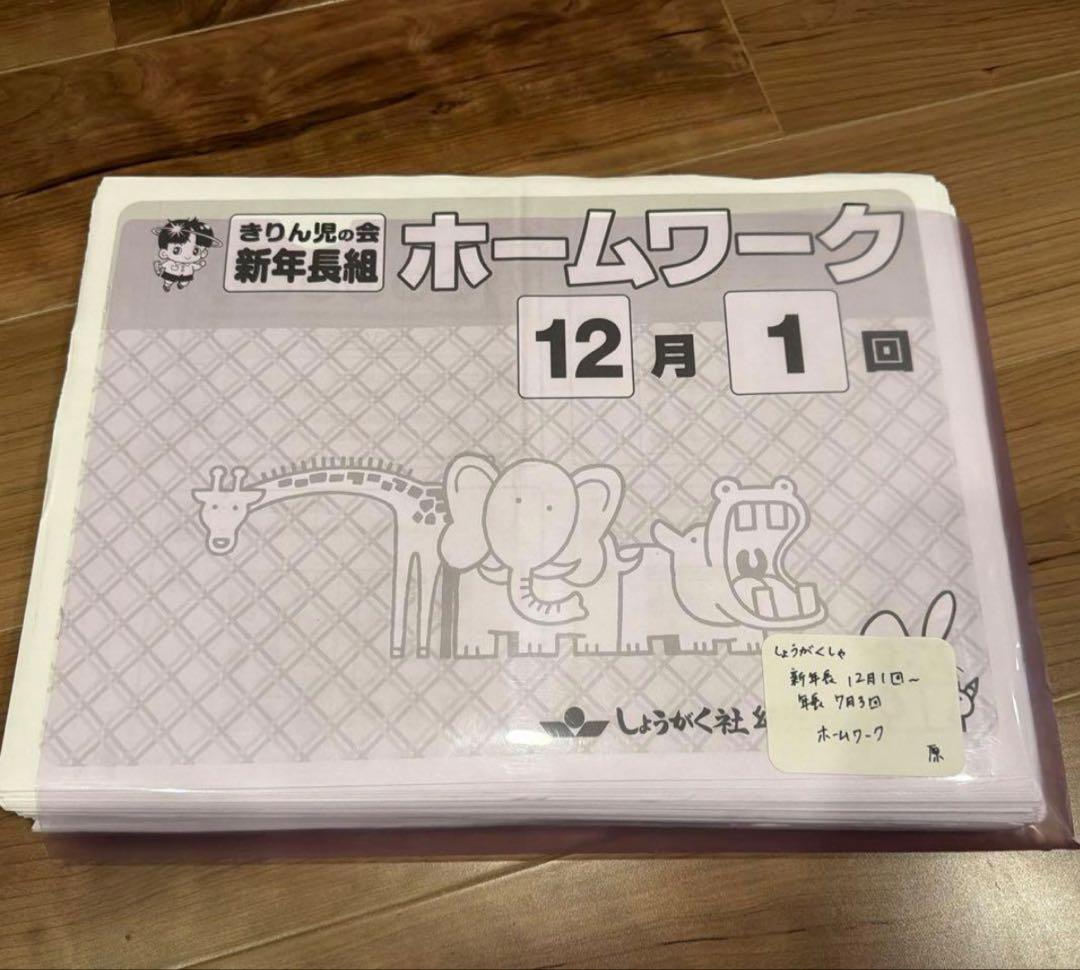 きりん児の会
新年長組
ホームワーク
12月 1回
しょうがく社
しょうがくしゃ
新年長 12月1回～
年長 7月3回
ホームワーク
原